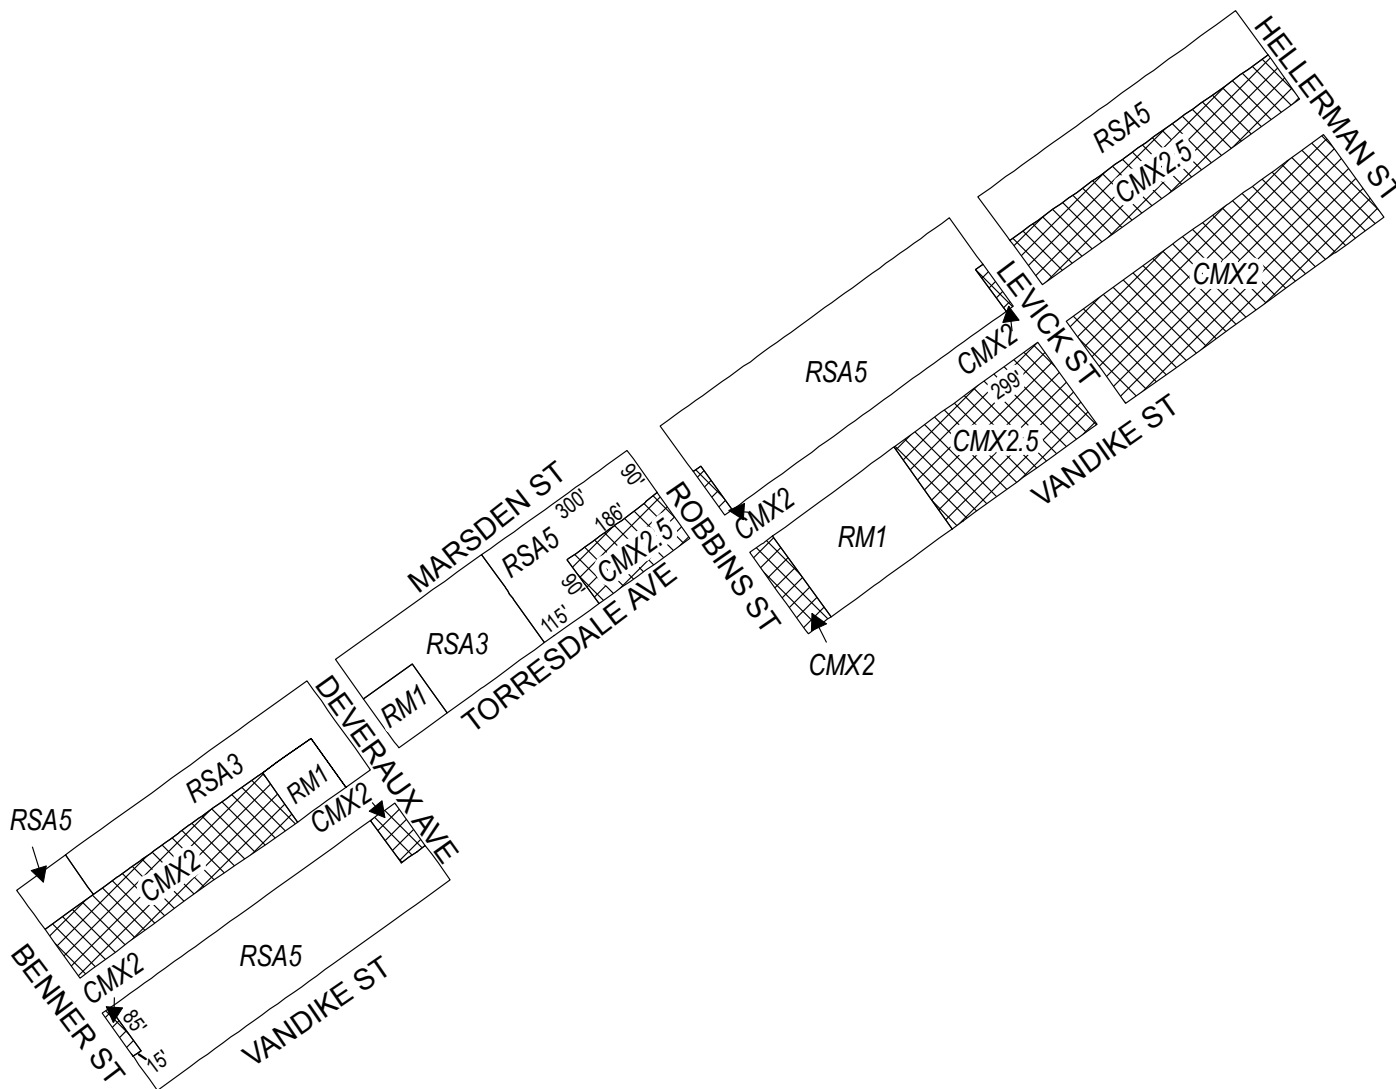 HELLERMAN ST
RSA5
CMX2.5
CMX2
LEVICK ST
RSA5
CMX2
299'
CMX2.5
VANDIKE ST
MARSDEN ST
300'
90'
186'
RSA5
CMX2.5
90'
115'
ROBBINS ST
CMX2
RM1
CMX2
RSA3
RM1
TORRESDALE AVE
DEVERAUX AVE
RSA3
RM1
CMX2
RSA5
CMX2
CMX2
RSA5
BENNER ST
85'
15'
VANDIKE ST